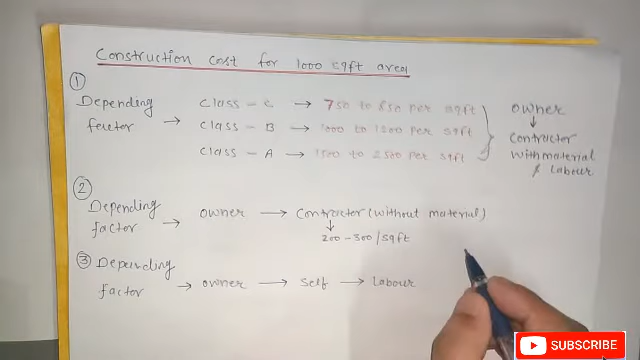 Construction cost for 1000 sqft area
①
Depending fector → Class - C → 750 to 850 per sqft
Class - B → 1000 to 1200 per sqft
Class - A → 1500 to 2500 per sqft
owner
↓
contractor
with material
& labour
②
Depending factor → owner → Contractor (without material)
↓
200 - 300 / sqft
③ Depending factor → owner → Self → Labour
SUBSCRIBE